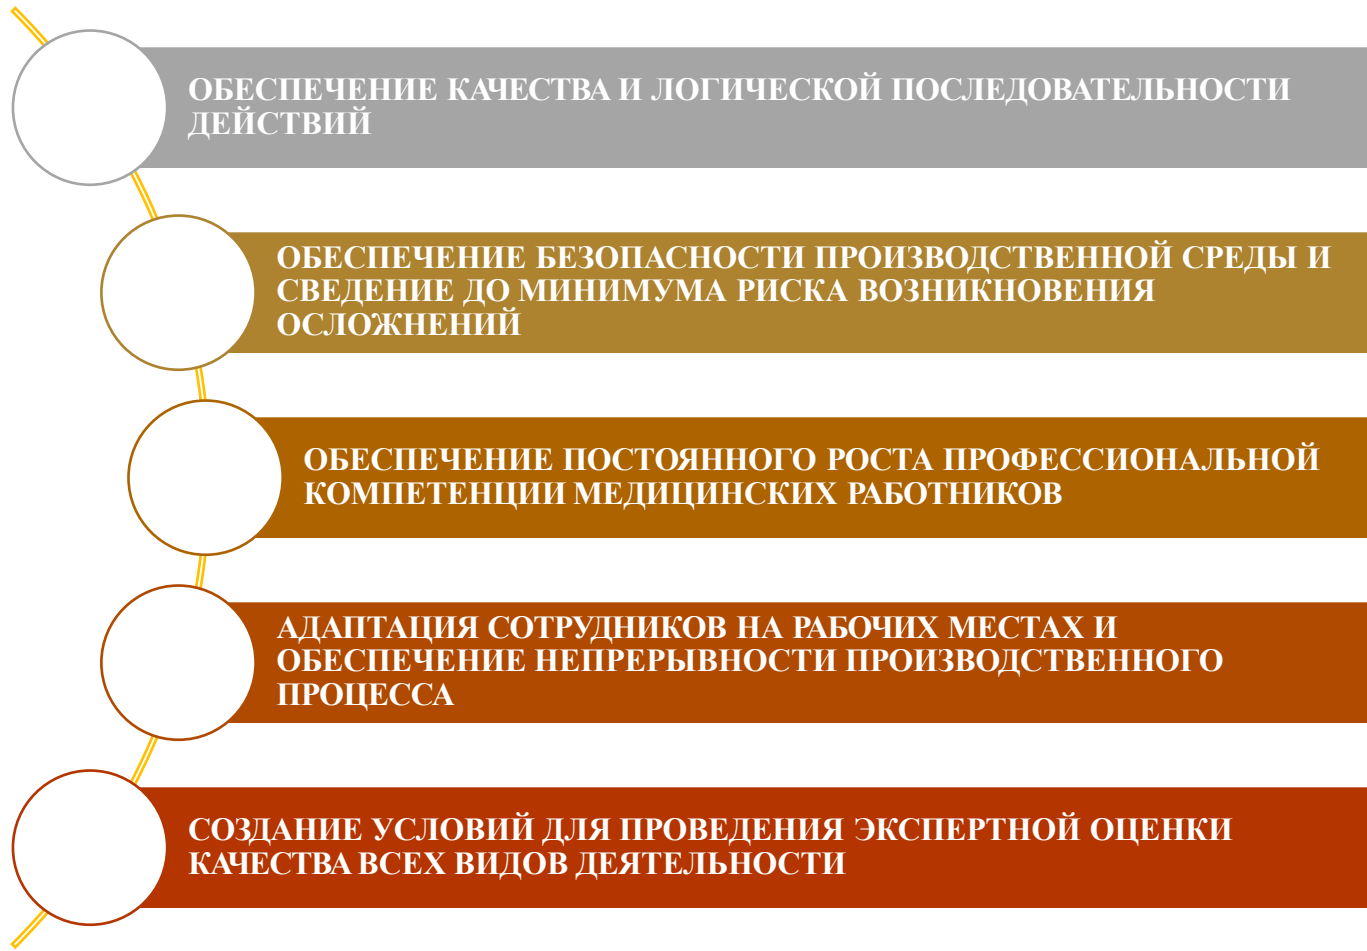 ОБЕСПЕЧЕНИЕ КАЧЕСТВА И ЛОГИЧЕСКОЙ ПОСЛЕДОВАТЕЛЬНОСТИ
ДЕЙСТВИЙ
ОБЕСПЕЧЕНИЕ БЕЗОПАСНОСТИ ПРОИЗВОДСТВЕННОЙ СРЕДЫ И
СВЕДЕНИЕ ДО МИНИМУМА РИСКА ВОЗНИКНОВЕНИЯ
ОСЛОЖНЕНИЙ
ОБЕСПЕЧЕНИЕ ПОСТОЯННОГО РОСТА ПРОФЕССИОНАЛЬНОЙ
КОМПЕТЕНЦИИ МЕДИЦИНСКИХ РАБОТНИКОВ
АДАПТАЦИЯ СОТРУДНИКОВ НА РАБОЧИХ МЕСТАХ И
ОБЕСПЕЧЕНИЕ НЕПРЕРЫВНОСТИ ПРОИЗВОДСТВЕННОГО
ПРОЦЕССА
СОЗДАНИЕ УСЛОВИЙ ДЛЯ ПРОВЕДЕНИЯ ЭКСПЕРТНОЙ ОЦЕНКИ
КАЧЕСТВА ВСЕХ ВИДОВ ДЕЯТЕЛЬНОСТИ